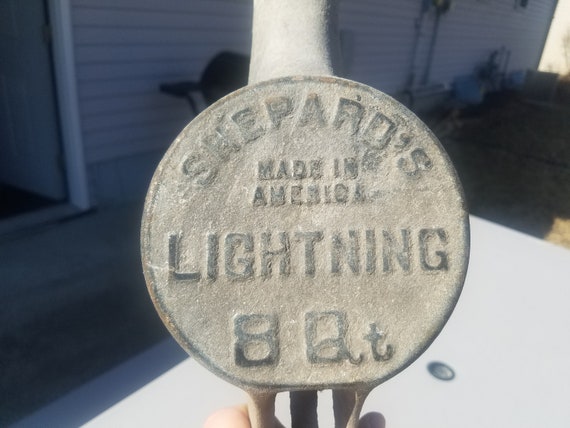 SHEPARD'S
MADE IN
AMERICA
LIGHTNING
8 Qt